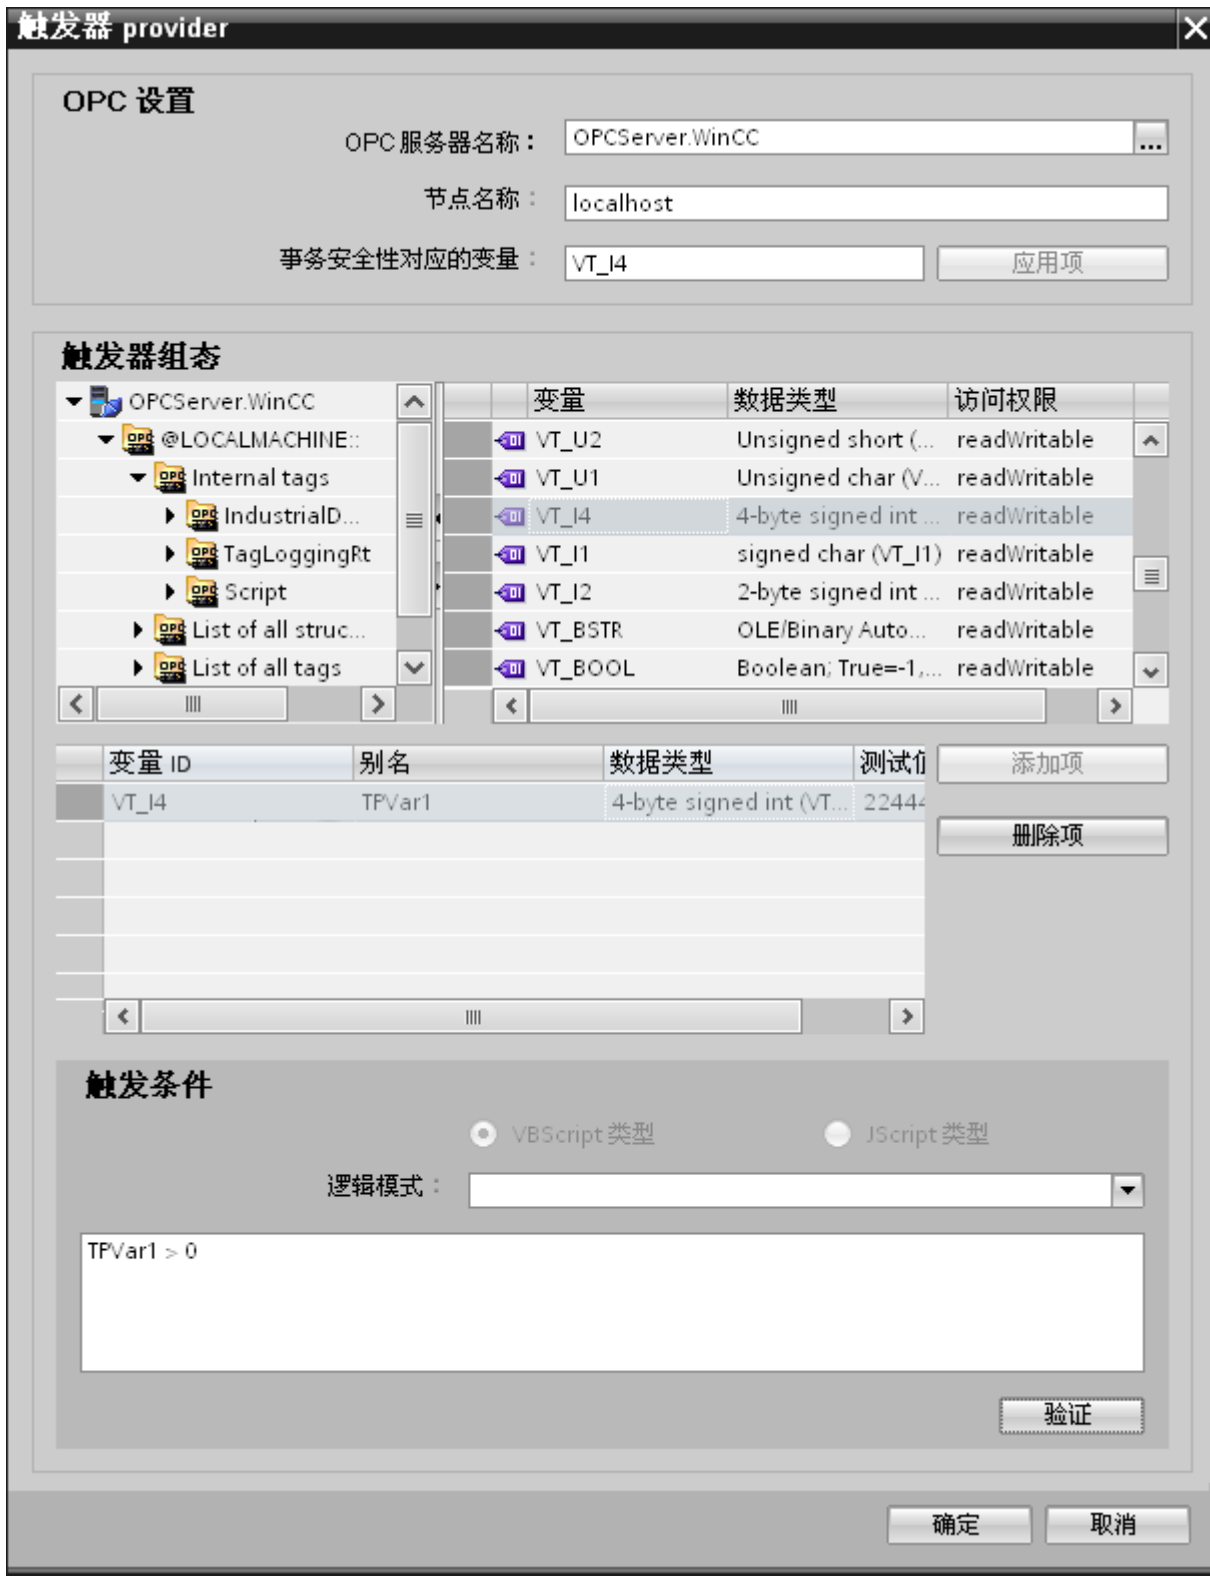 触发器 provider
OPC 设置
OPC 服务器名称：
OPCServer.WinCC
...
节点名称：
localhost
事务安全性对应的变量：
VT_I4
应用项
触发器组态
OPCServer.WinCC
@LOCALMACHINE::
Internal tags
IndustrialD...
TagLoggingRt
Script
List of all struc...
List of all tags
变量 数据类型 访问权限
VT_U2 Unsigned short (... readWritable
VT_U1 Unsigned char (V... readWritable
VT_I4 4-byte signed int ... readWritable
VT_I1 signed char (VT_I1) readWritable
VT_I2 2-byte signed int ... readWritable
VT_BSTR OLE/Binary Auto... readWritable
VT_BOOL Boolean; True=-1,... readWritable
变量 ID 别名 数据类型 测试值
VT_I4 TPVar1 4-byte signed int (VT... 22444
添加项
删除项
触发条件
VBScript 类型 JScript 类型
逻辑模式：
TPVar1 > 0
验证
确定 取消